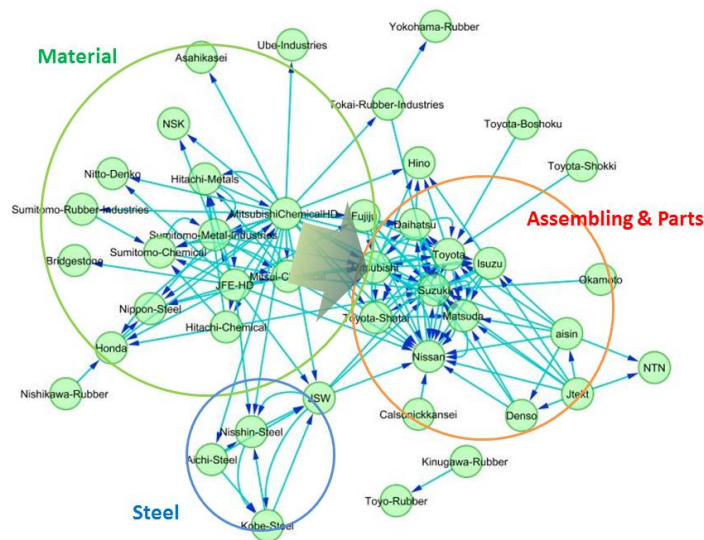 Yokohama-Rubber
Ube-Industries
Material
Asahikasei
Tokai-Rubber-Industries
NSK
Toyota-Boshoku
Toyota-Shokki
Hino
Nitto-Denko
Hitachi-Metals
Sumitomo-Rubber-Industries
MitsubishiChemicalHD
Daihatsu
Assembling & Parts
Sumitomo-Metal-Industries
Sumitomo-Chemical
Toyota
Isuzu
Bridgestone
JFE-HD
Suzuki
Okamoto
Nippon-Steel
Hitachi-Chemical
Toyota-Shatai
Matsuda
aisin
Honda
Nissan
NTN
Nishikawa-Rubber
JSW
Jtekt
Calsonickkansei
Denso
Nisshin-Steel
Aichi-Steel
Kinugawa-Rubber
Toyo-Rubber
Steel
Kobe-Steel